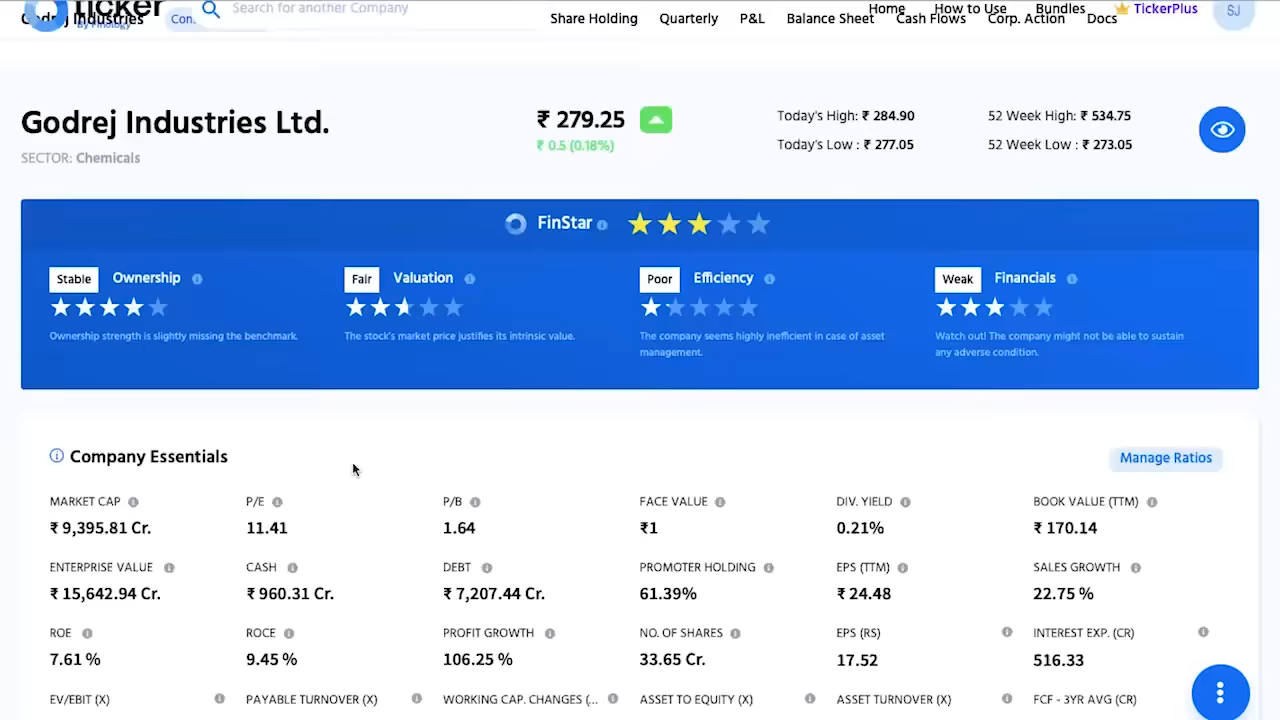 ticker
By Finology
Godrej Industries
Con.
Search for another Company
Share Holding Quarterly P&L Balance Sheet Cash Flows Corp. Action Docs
Home How to Use Bundles TickerPlus SJ
Godrej Industries Ltd.
SECTOR: Chemicals
₹ 279.25
₹ 0.5 (0.18%)
Today's High: ₹ 284.90
Today's Low : ₹ 277.05
52 Week High: ₹ 534.75
52 Week Low : ₹ 273.05
FinStar
Stable Ownership
Ownership strength is slightly missing the benchmark.
Fair Valuation
The stock's market price justifies its intrinsic value.
Poor Efficiency
The company seems highly inefficient in case of asset
management.
Weak Financials
Watch out! The company might not be able to sustain
any adverse condition.
Company Essentials
Manage Ratios
MARKET CAP P/E P/B FACE VALUE DIV. YIELD BOOK VALUE (TTM)
₹ 9,395.81 Cr. 11.41 1.64 ₹1 0.21% ₹ 170.14
ENTERPRISE VALUE CASH DEBT PROMOTER HOLDING EPS (TTM) SALES GROWTH
₹ 15,642.94 Cr. ₹ 960.31 Cr. ₹ 7,207.44 Cr. 61.39% ₹ 24.48 22.75 %
ROE ROCE PROFIT GROWTH NO. OF SHARES EPS (RS) INTEREST EXP. (CR)
7.61 % 9.45 % 106.25 % 33.65 Cr. 17.52 516.33
EV/EBIT (X) PAYABLE TURNOVER (X) WORKING CAP. CHANGES (... ASSET TO EQUITY (X) ASSET TURNOVER (X) FCF - 3YR AVG (CR)